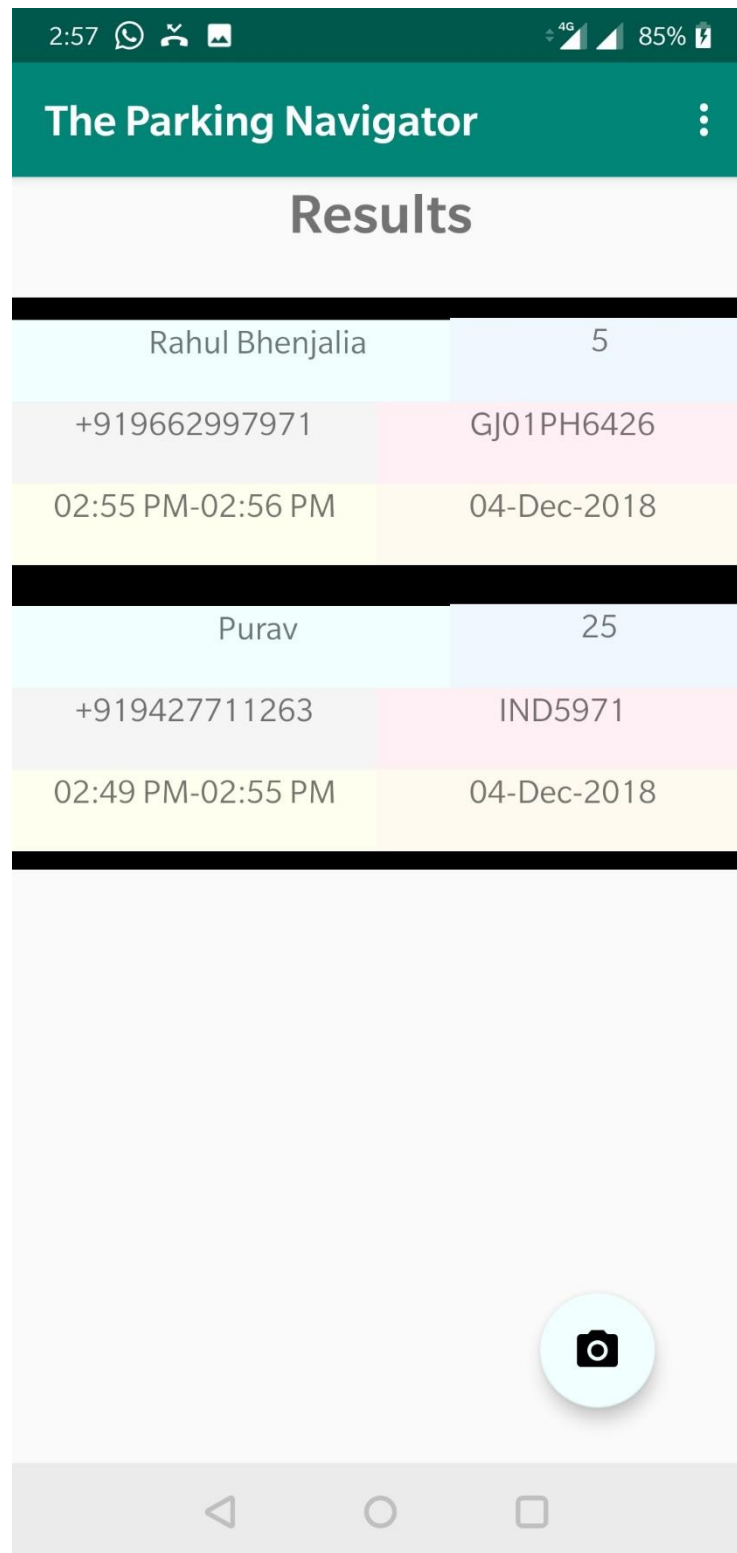 2:57 4G 85%
The Parking Navigator
Results
Rahul Bhenjalia 5
+919662997971 GJ01PH6426
02:55 PM-02:56 PM 04-Dec-2018
Purav 25
+919427711263 IND5971
02:49 PM-02:55 PM 04-Dec-2018